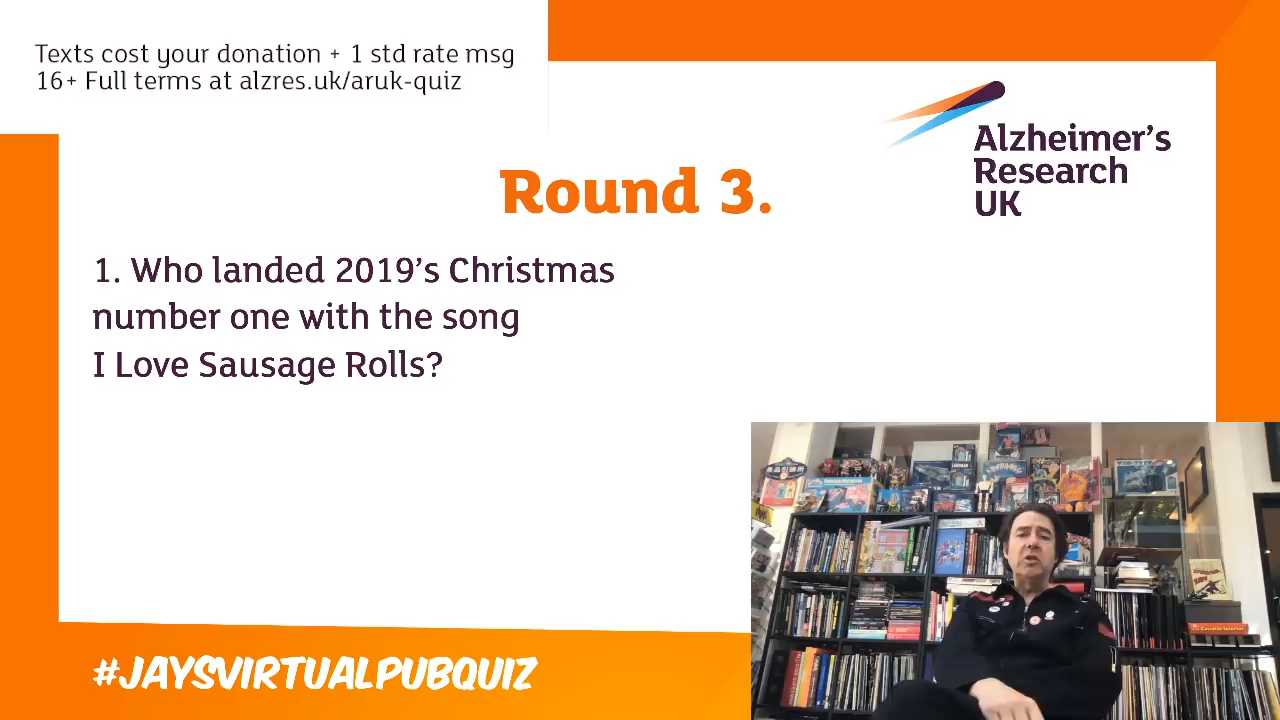 Texts cost your donation + 1 std rate msg
16+ Full terms at alzres.uk/aruk-quiz
Alzheimer's
Research
UK
Round 3.
1. Who landed 2019's Christmas
number one with the song
I Love Sausage Rolls?
#JAYSVIRTUALPUBQUIZ